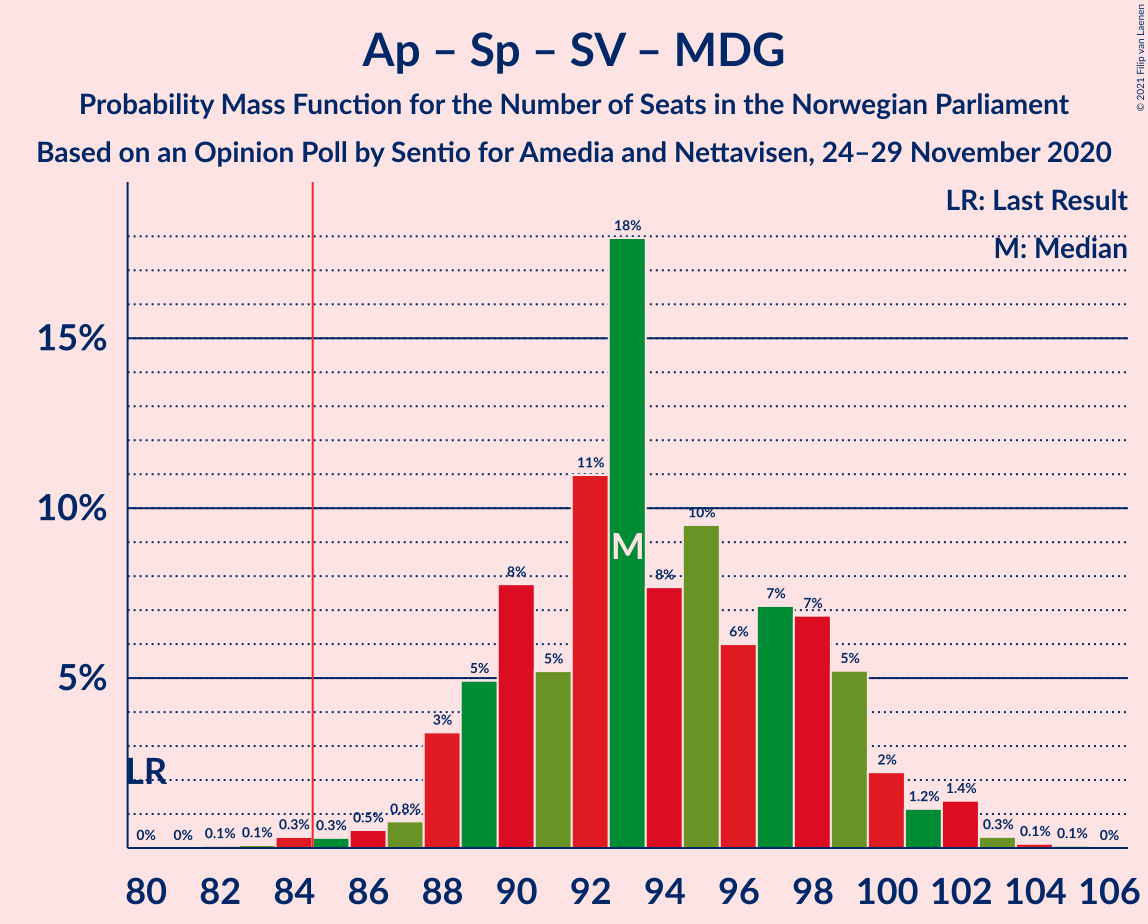 Ap – Sp – SV – MDG
Probability Mass Function for the Number of Seats in the Norwegian Parliament
Based on an Opinion Poll by Sentio for Amedia and Nettavisen, 24–29 November 2020
© 2021 Filip van Laenen
LR: Last Result
M: Median
15%
10%
5%
LR
M
0% 0% 0.1% 0.1% 0.3% 0.3% 0.5% 0.8% 3% 5% 8% 5% 11% 18% 8% 10% 6% 7% 7% 5% 2% 1.2% 1.4% 0.3% 0.1% 0.1% 0%
80 82 84 86 88 90 92 94 96 98 100 102 104 106